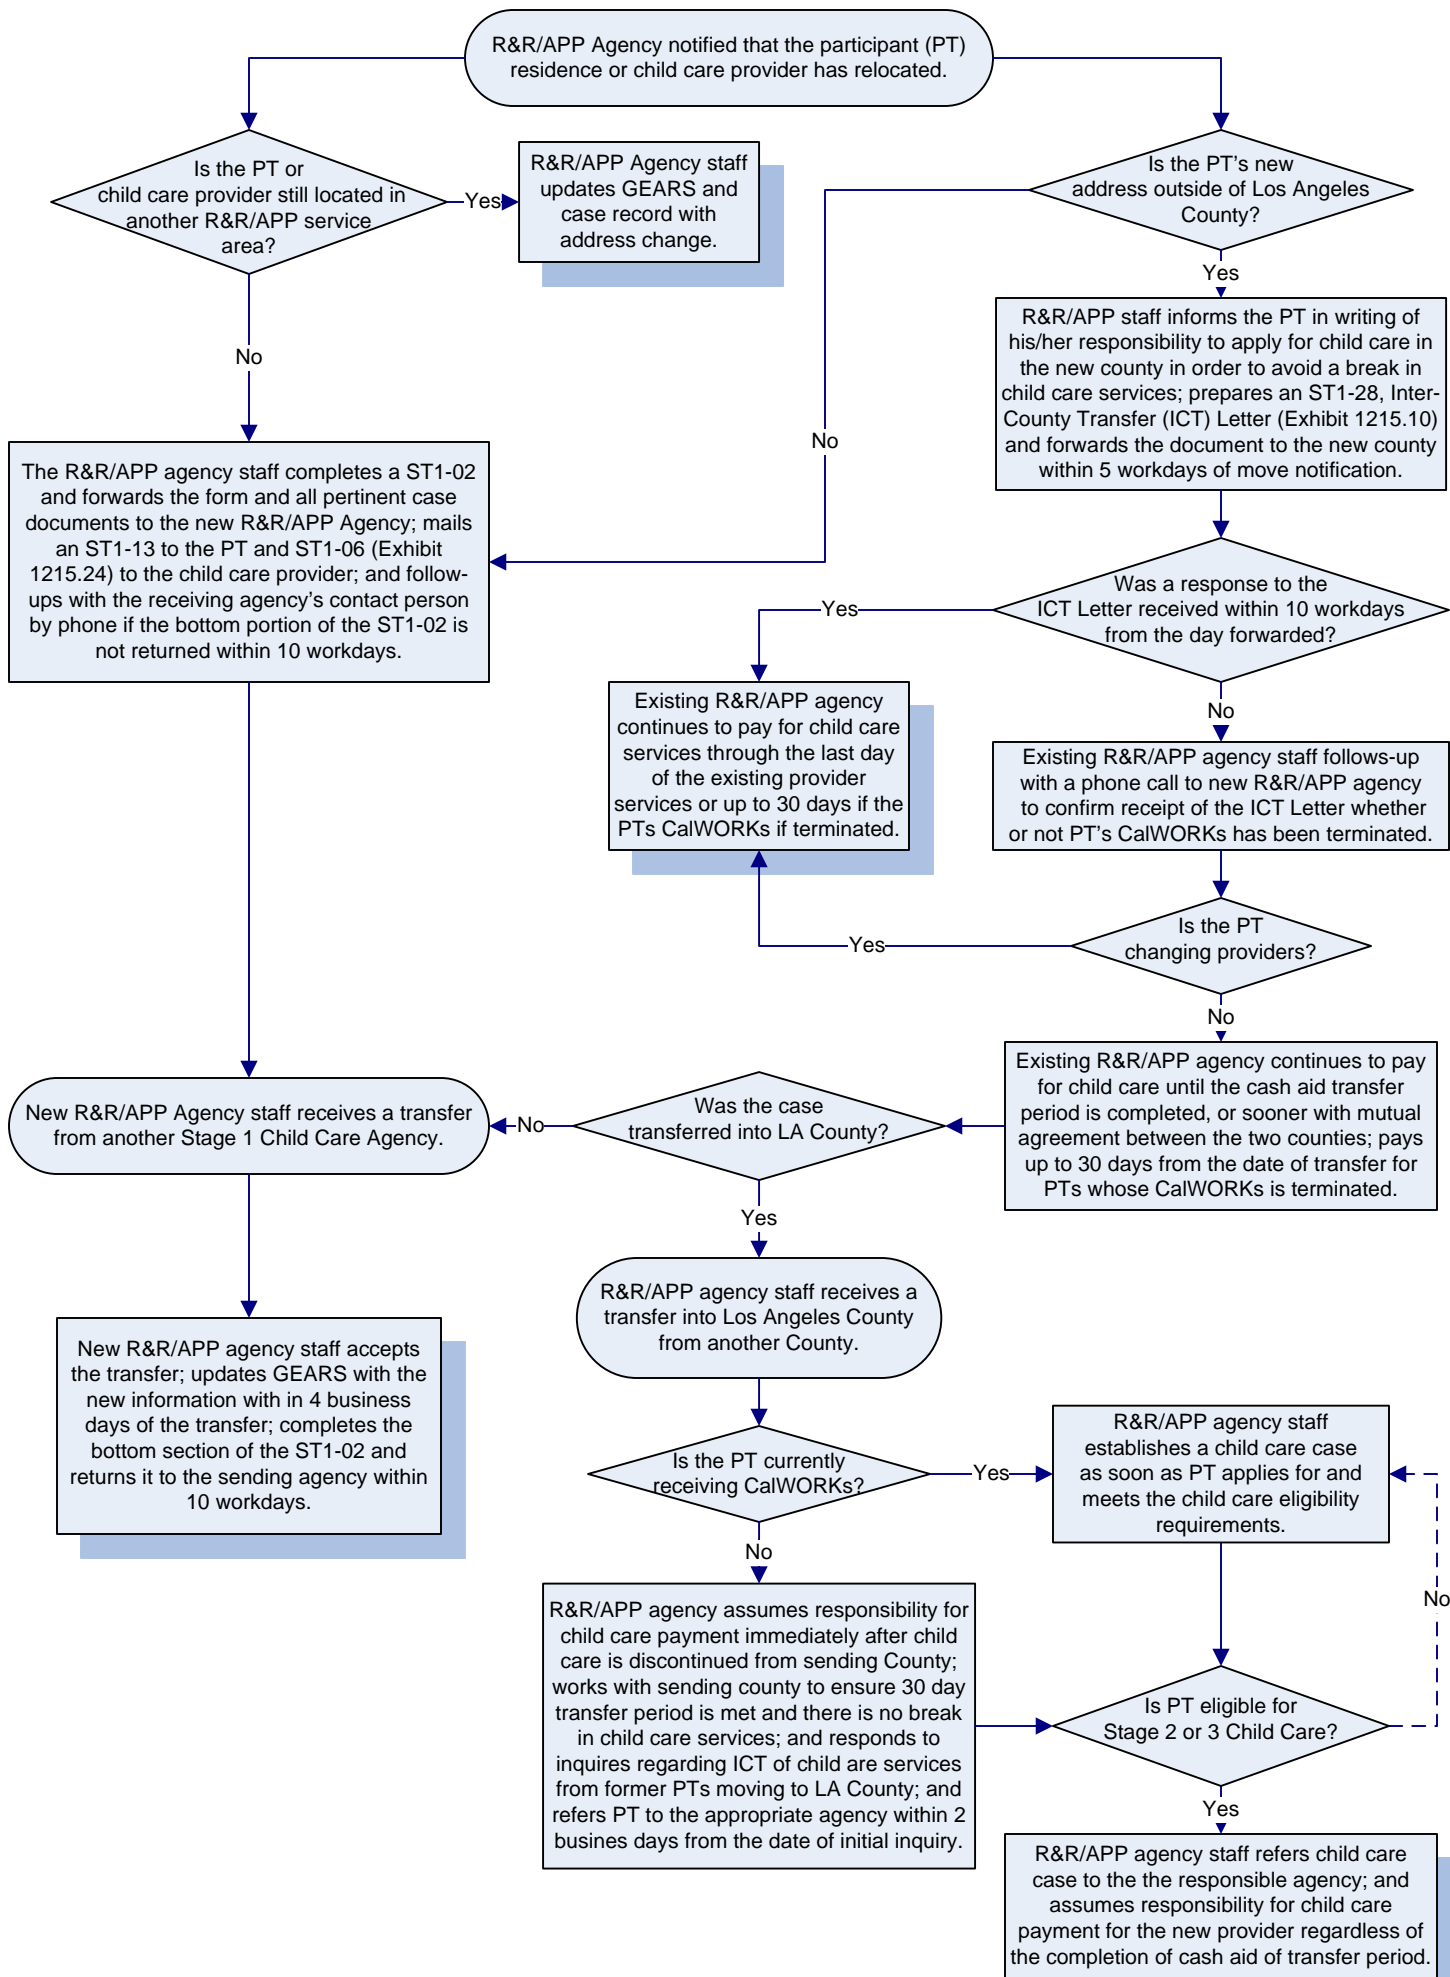 R&R/APP Agency notified that the participant (PT)
residence or child care provider has relocated.
Is the PT or
child care provider still located in
another R&R/APP service
area?
Yes
R&R/APP Agency staff
updates GEARS and
case record with
address change.
Is the PT's new
address outside of Los Angeles
County?
Yes
No
No
R&R/APP staff informs the PT in writing of
his/her responsibility to apply for child care in
the new county in order to avoid a break in
child care services; prepares an ST1-28, Inter-
County Transfer (ICT) Letter (Exhibit 1215.10)
and forwards the document to the new county
within 5 workdays of move notification.
The R&R/APP agency staff completes a ST1-02
and forwards the form and all pertinent case
documents to the new R&R/APP Agency; mails
an ST1-13 to the PT and ST1-06 (Exhibit
1215.24) to the child care provider; and follow-
ups with the receiving agency's contact person
by phone if the bottom portion of the ST1-02 is
not returned within 10 workdays.
Was a response to the
ICT Letter received within 10 workdays
from the day forwarded?
Yes
No
Existing R&R/APP agency
continues to pay for child care
services through the last day
of the existing provider
services or up to 30 days if the
PTs CalWORKs if terminated.
Existing R&R/APP agency staff follows-up
with a phone call to new R&R/APP agency
to confirm receipt of the ICT Letter whether
or not PT's CalWORKs has been terminated.
Is the PT
changing providers?
Yes
No
Existing R&R/APP agency continues to pay
for child care until the cash aid transfer
period is completed, or sooner with mutual
agreement between the two counties; pays
up to 30 days from the date of transfer for
PTs whose CalWORKs is terminated.
Was the case
transferred into LA County?
No
Yes
New R&R/APP Agency staff receives a transfer
from another Stage 1 Child Care Agency.
New R&R/APP agency staff accepts
the transfer; updates GEARS with the
new information with in 4 business
days of the transfer; completes the
bottom section of the ST1-02 and
returns it to the sending agency within
10 workdays.
R&R/APP agency staff receives a
transfer into Los Angeles County
from another County.
Is the PT currently
receiving CalWORKs?
Yes
No
R&R/APP agency staff
establishes a child care case
as soon as PT applies for and
meets the child care eligibility
requirements.
No
R&R/APP agency assumes responsibility for
child care payment immediately after child
care is discontinued from sending County;
works with sending county to ensure 30 day
transfer period is met and there is no break
in child care services; and responds to
inquires regarding ICT of child are services
from former PTs moving to LA County; and
refers PT to the appropriate agency within 2
busines days from the date of initial inquiry.
Is PT eligible for
Stage 2 or 3 Child Care?
Yes
R&R/APP agency staff refers child care
case to the the responsible agency; and
assumes responsibility for child care
payment for the new provider regardless of
the completion of cash aid of transfer period.